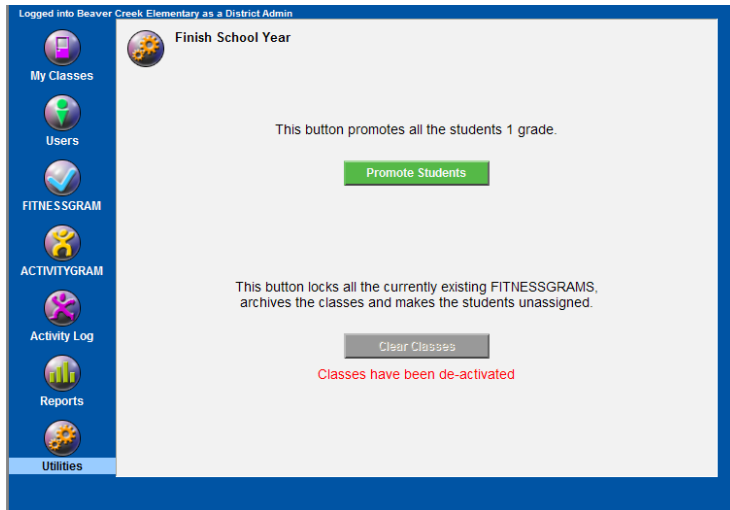 Logged into Beaver Creek Elementary as a District Admin
Finish School Year
My Classes
Users
FITNESSGRAM
ACTIVITYGRAM
Activity Log
Reports
Utilities
This button promotes all the students 1 grade.
Promote Students
This button locks all the currently existing FITNESSGRAMS,
archives the classes and makes the students unassigned.
Clear Classes
Classes have been de-activated